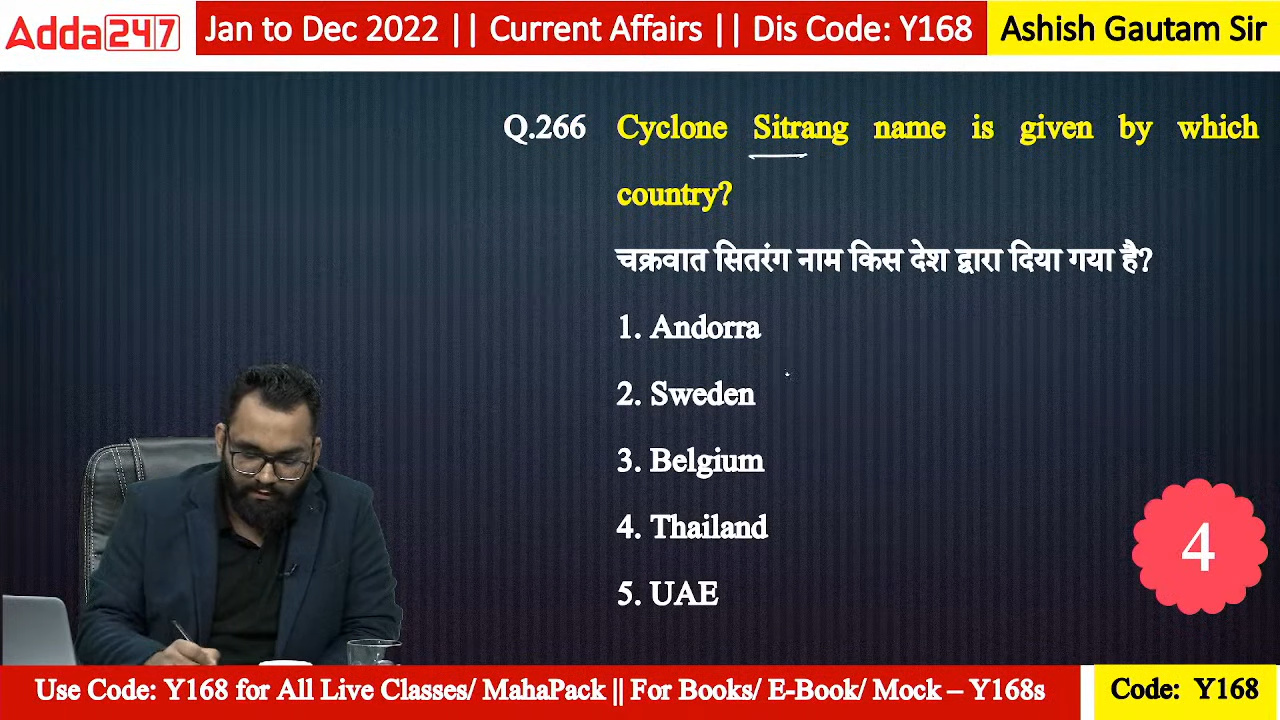 Adda247 Jan to Dec 2022 || Current Affairs || Dis Code: Y168 Ashish Gautam Sir
Q.266 Cyclone Sitrang name is given by which
country?
चक्रवात सितरंग नाम किस देश द्वारा दिया गया है?
1. Andorra
2. Sweden
3. Belgium
4. Thailand
5. UAE
4
Use Code: Y168 for All Live Classes/ MahaPack || For Books/ E-Book/ Mock – Y168s Code: Y168